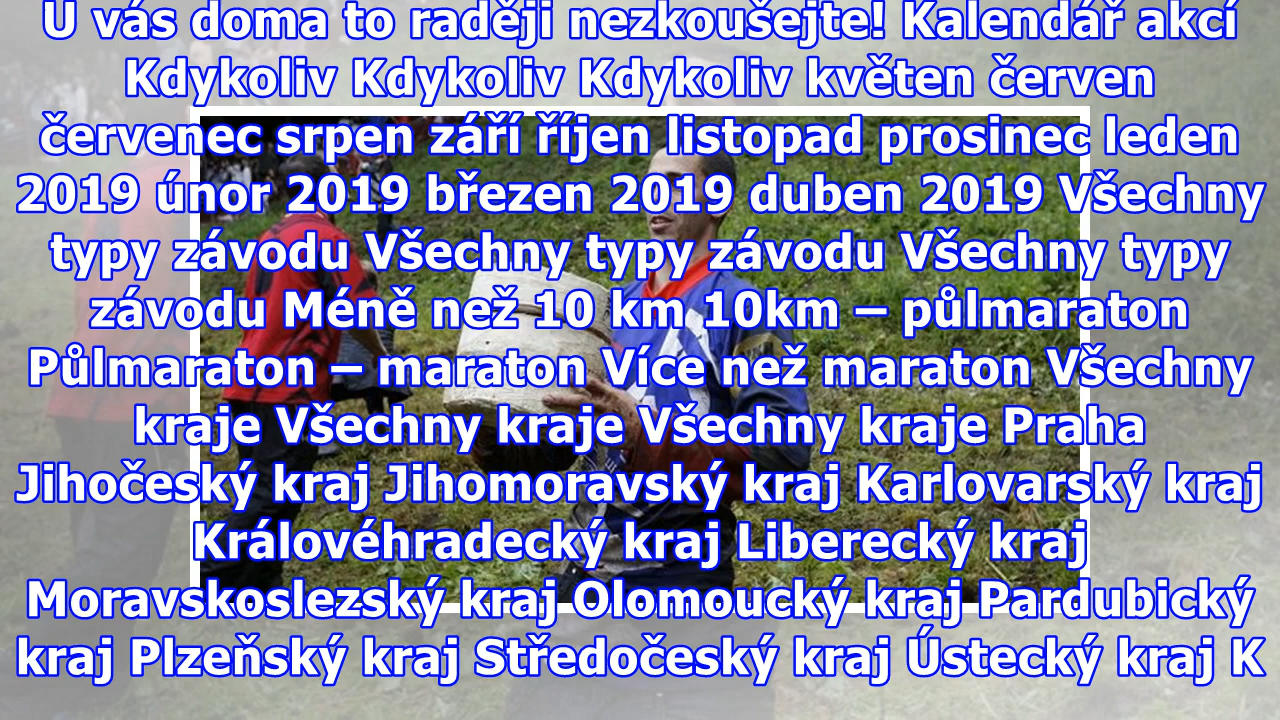 U vás doma to raději nezkoušejte! Kalendář akcí
Kdykoliv Kdykoliv Kdykoliv květen červen
červenec srpen září říjen listopad prosinec leden
2019 únor 2019 březen 2019 duben 2019 Všechny
typy závodu Všechny typy závodu Všechny typy
závodu Méně než 10 km 10km – půlmaraton
Půlmaraton – maraton Více než maraton Všechny
kraje Všechny kraje Všechny kraje Praha
Jihočeský kraj Jihomoravský kraj Karlovarský kraj
Královéhradecký kraj Liberecký kraj
Moravskoslezský kraj Olomoucký kraj Pardubický
kraj Plzeňský kraj Středočeský kraj Ústecký kraj K